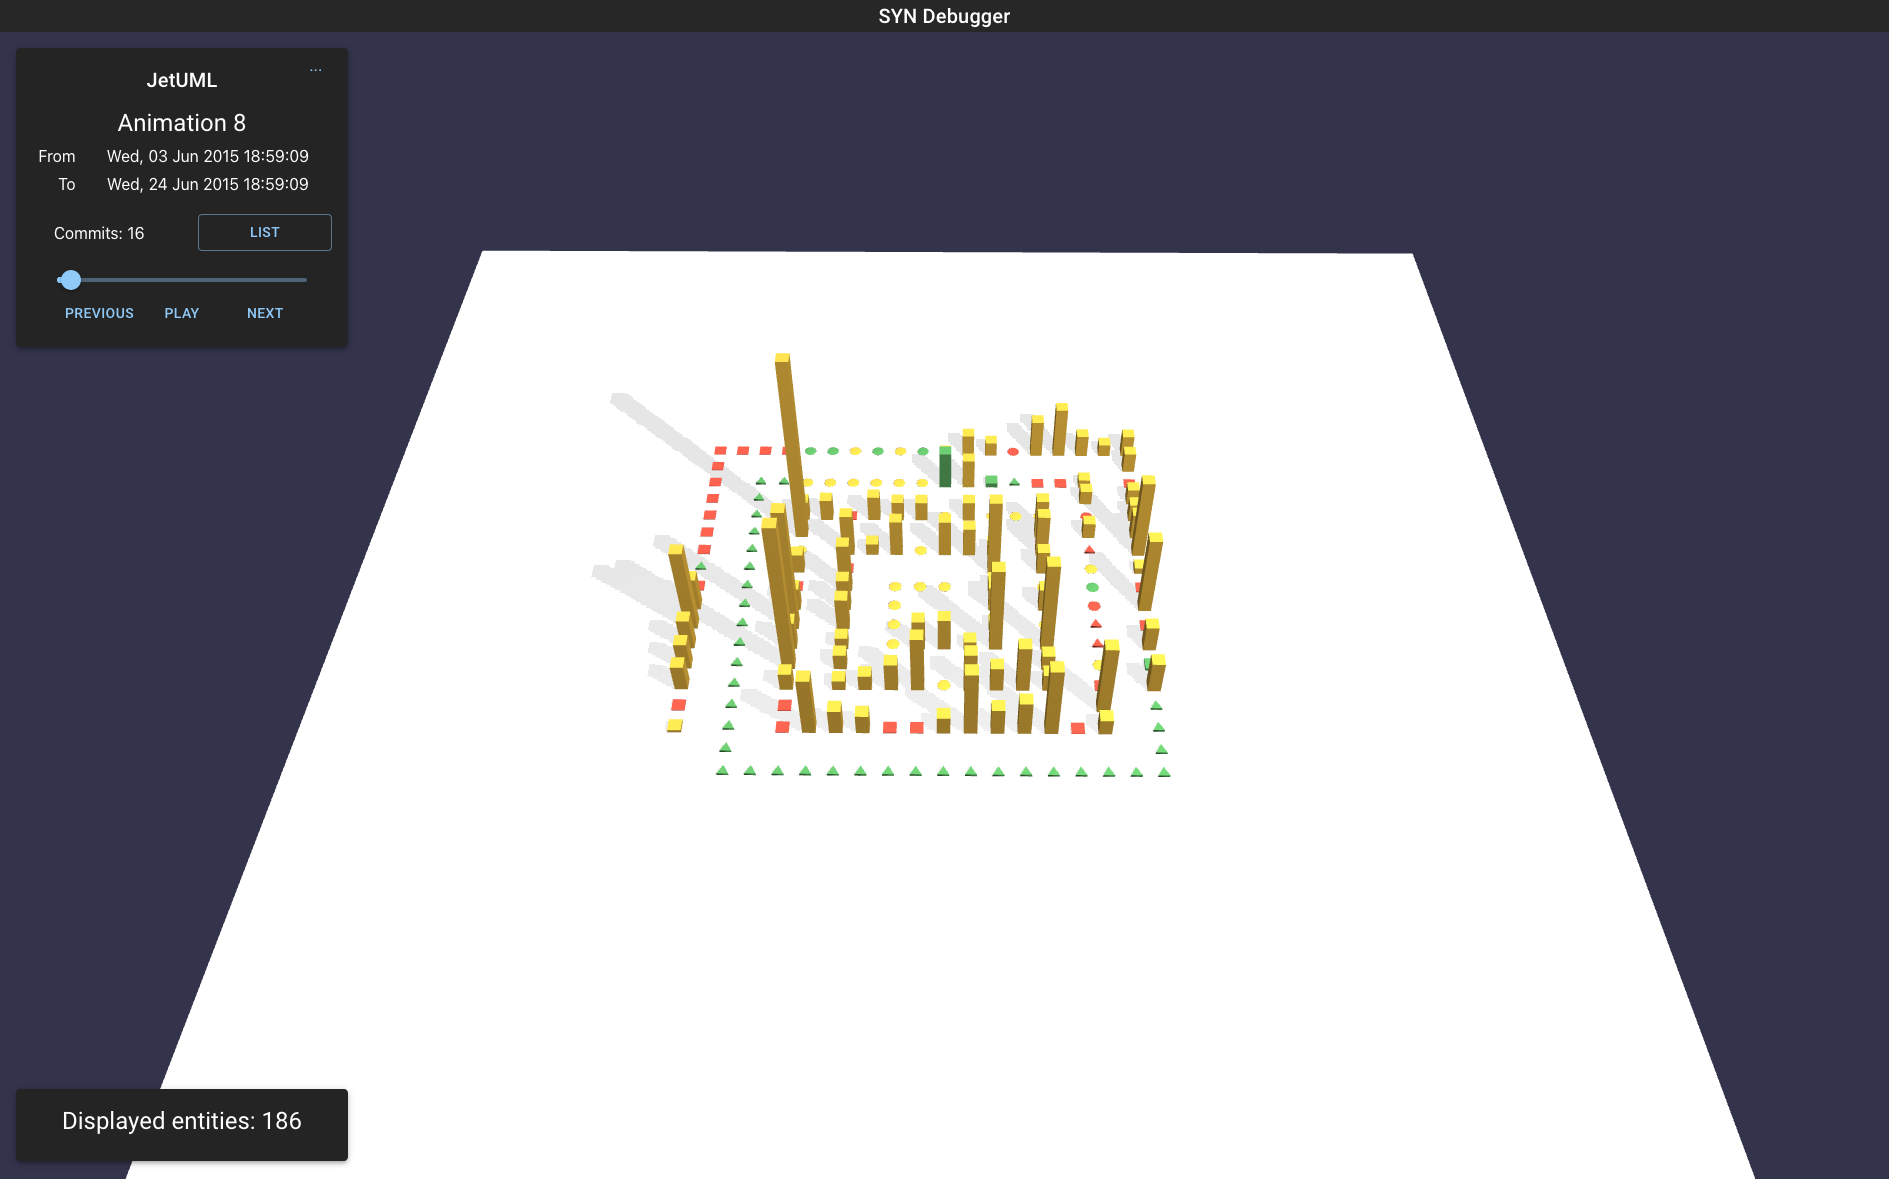 SYN Debugger
...
JetUML
Animation 8
From Wed, 03 Jun 2015 18:59:09
To Wed, 24 Jun 2015 18:59:09
Commits: 16 LIST
PREVIOUS PLAY NEXT
Displayed entities: 186